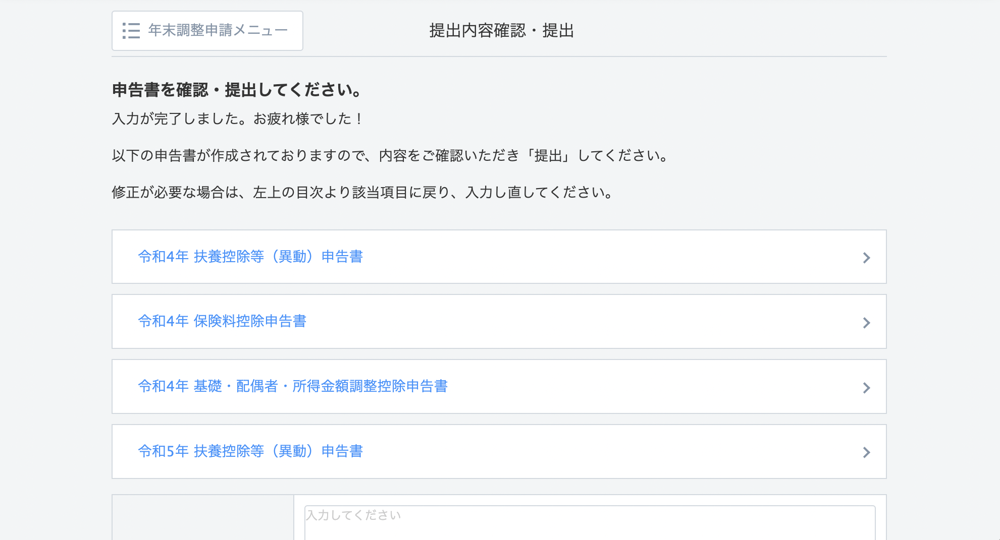 年末調整申請メニュー
提出内容確認・提出
申告書を確認・提出してください。
入力が完了しました。お疲れ様でした！
以下の申告書が作成されておりますので、内容をご確認いただき「提出」してください。
修正が必要な場合は、左上の目次より該当項目に戻り、入力し直してください。
令和4年 扶養控除等（異動）申告書
令和4年 保険料控除申告書
令和4年 基礎・配偶者・所得金額調整控除申告書
令和5年 扶養控除等（異動）申告書
入力してください